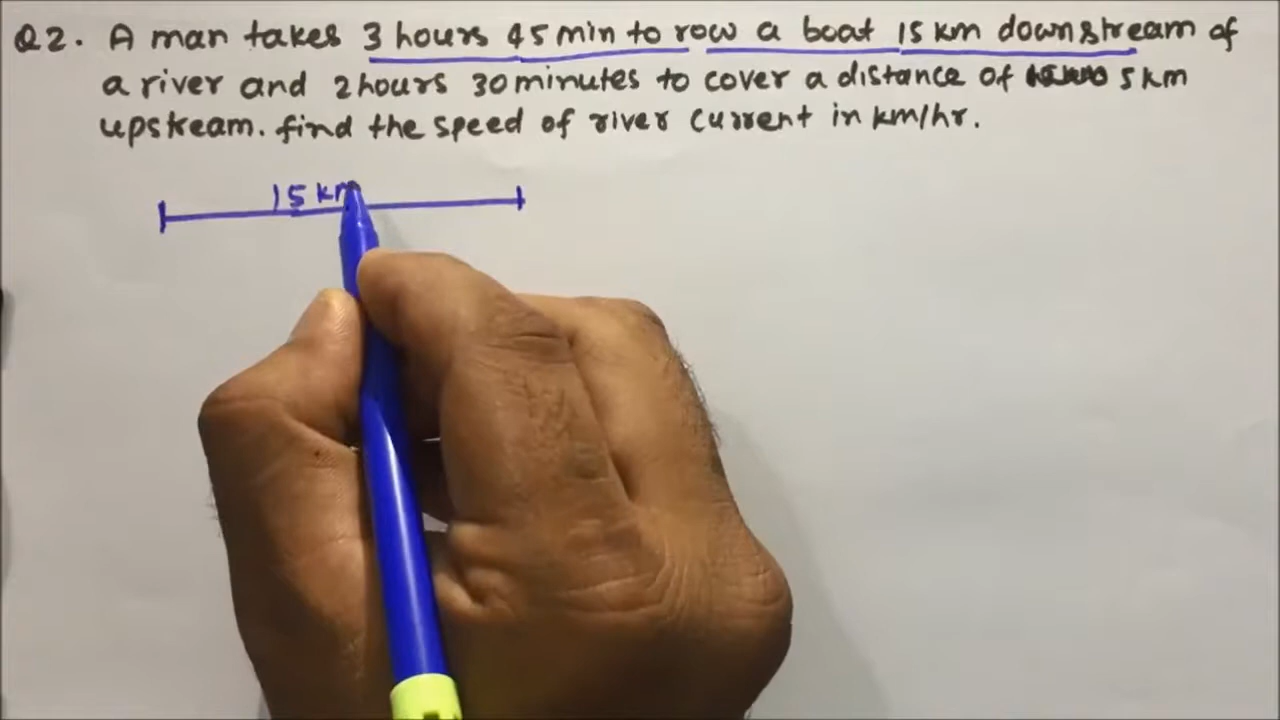 Q2. A man takes 3 hours 45 min to row a boat 15 km downstream of
a river and 2 hours 30 minutes to cover a distance of 5 km
upstream. find the speed of river current in km/hr.
15 km